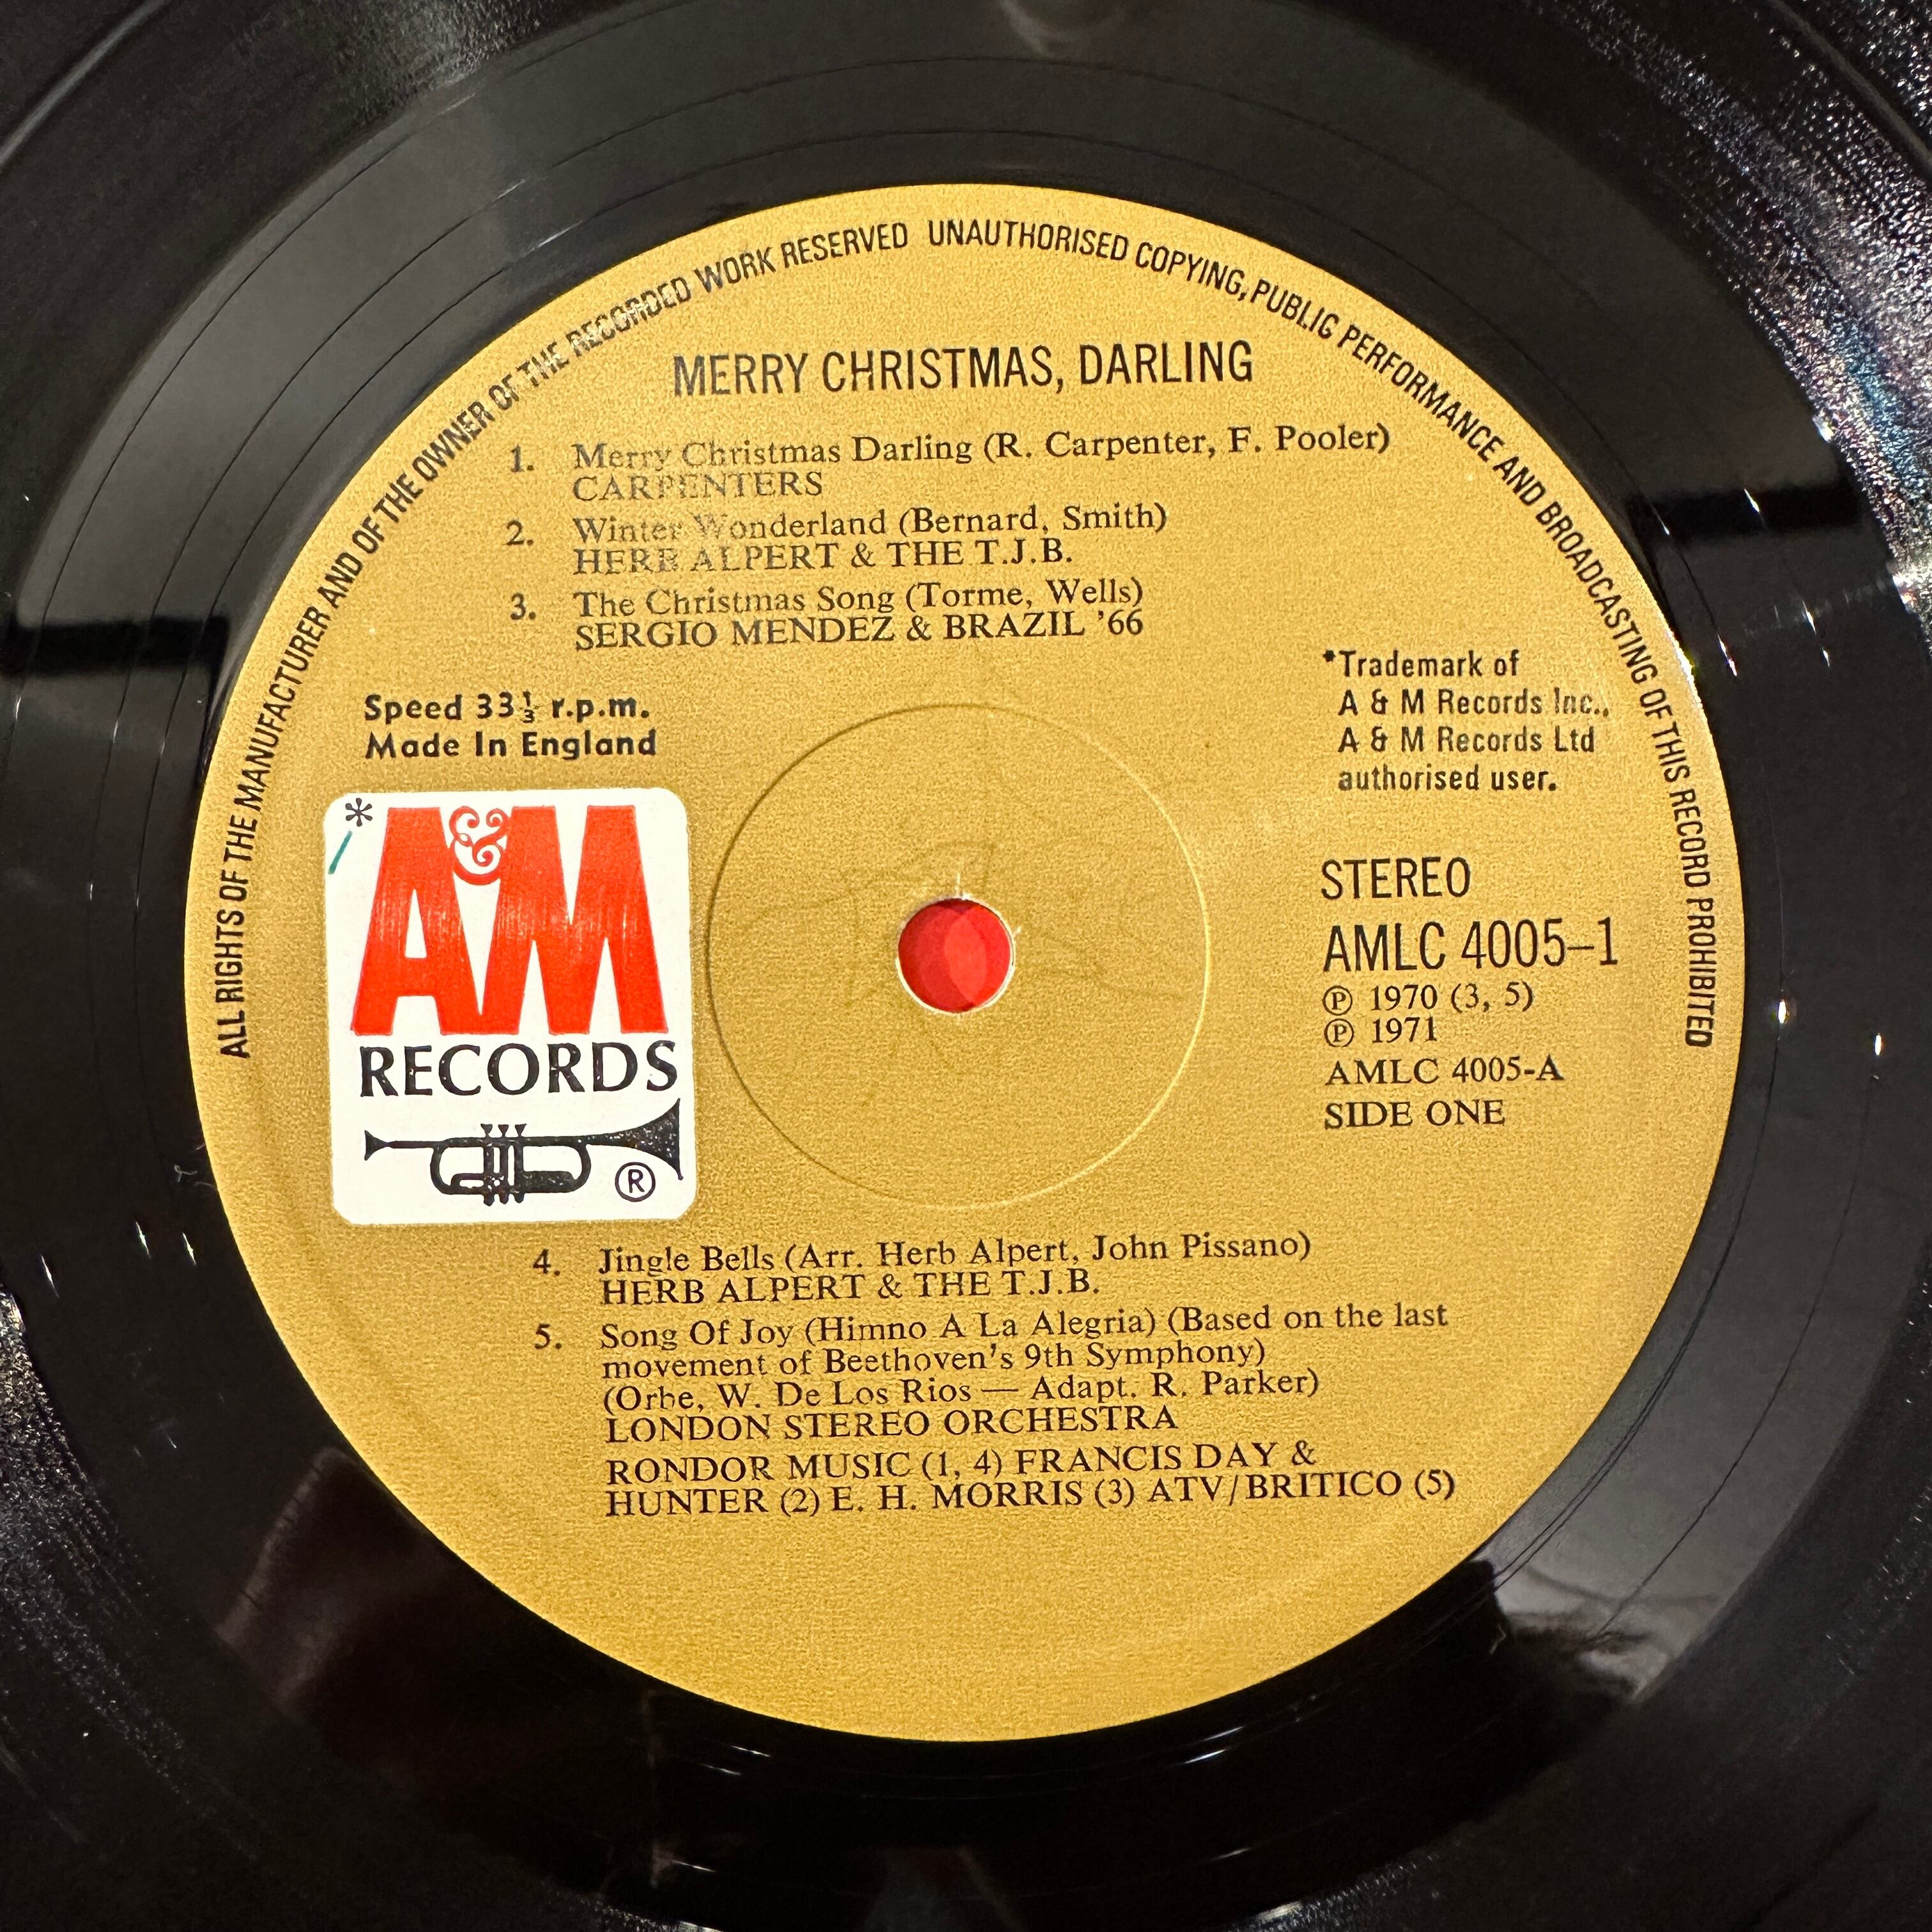 ALL RIGHTS OF THE MANUFACTURER AND OF THE OWNER OF THE RECORDED WORK RESERVED UNAUTHORISED COPYING, PUBLIC PERFORMANCE AND BROADCASTING OF THIS RECORD PROHIBITED
MERRY CHRISTMAS, DARLING
1. Merry Christmas Darling (R. Carpenter, F. Pooler)
CARPENTERS
2. Winter Wonderland (Bernard, Smith)
HERB ALPERT & THE T.J.B.
3. The Christmas Song (Torme, Wells)
SERGIO MENDEZ & BRAZIL '66
Speed 33⅓ r.p.m.
Made In England
*
A&M
RECORDS
®
*Trademark of
A & M Records Inc.,
A & M Records Ltd
authorised user.
STEREO
AMLC 4005–1
℗ 1970 (3, 5)
℗ 1971
AMLC 4005-A
SIDE ONE
4. Jingle Bells (Arr. Herb Alpert, John Pissano)
HERB ALPERT & THE T.J.B.
5. Song Of Joy (Himno A La Alegria) (Based on the last
movement of Beethoven's 9th Symphony)
(Orbe, W. De Los Rios — Adapt. R. Parker)
LONDON STEREO ORCHESTRA
RONDOR MUSIC (1, 4) FRANCIS DAY &
HUNTER (2) E. H. MORRIS (3) ATV/BRITICO (5)